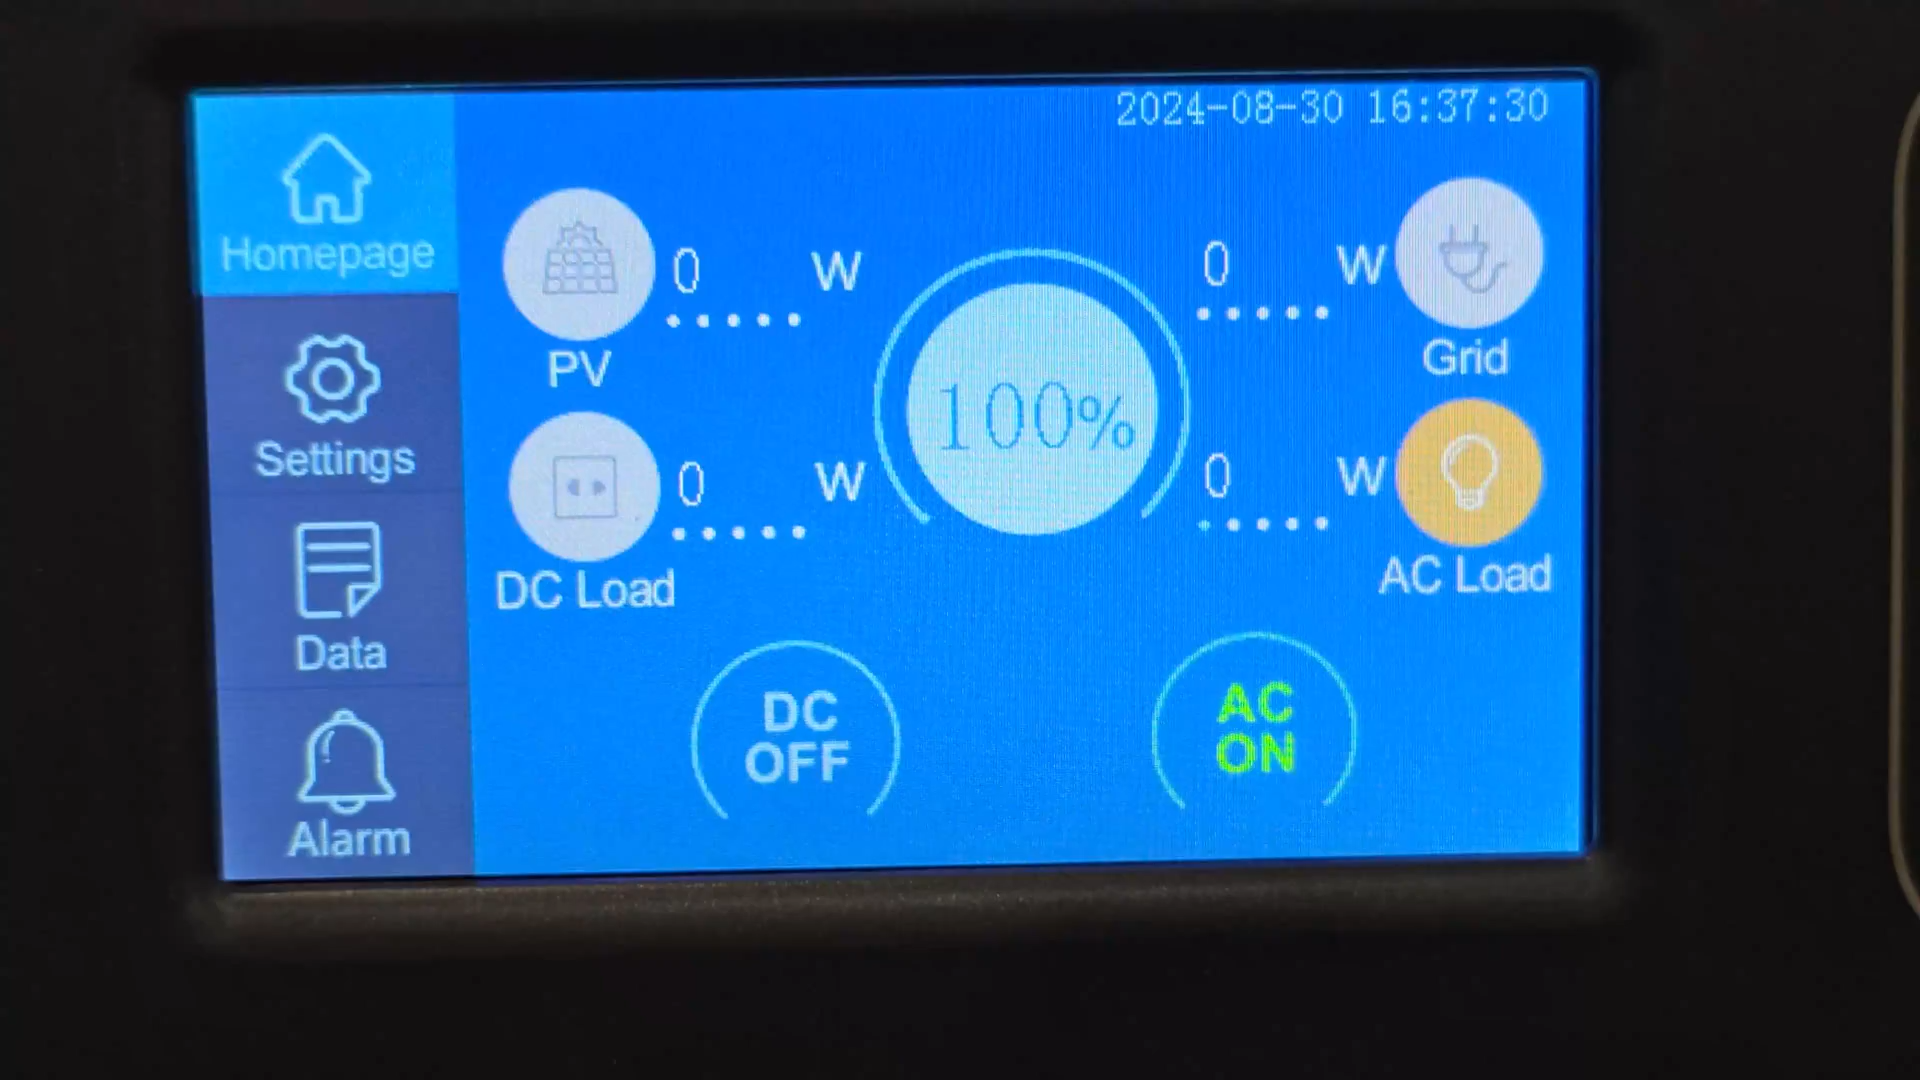 2024-08-30 16:37:30
Homepage
Settings
Data
Alarm
0 W
PV
0 W
Grid
100%
0 W
DC Load
0 W
AC Load
DC
OFF
AC
ON